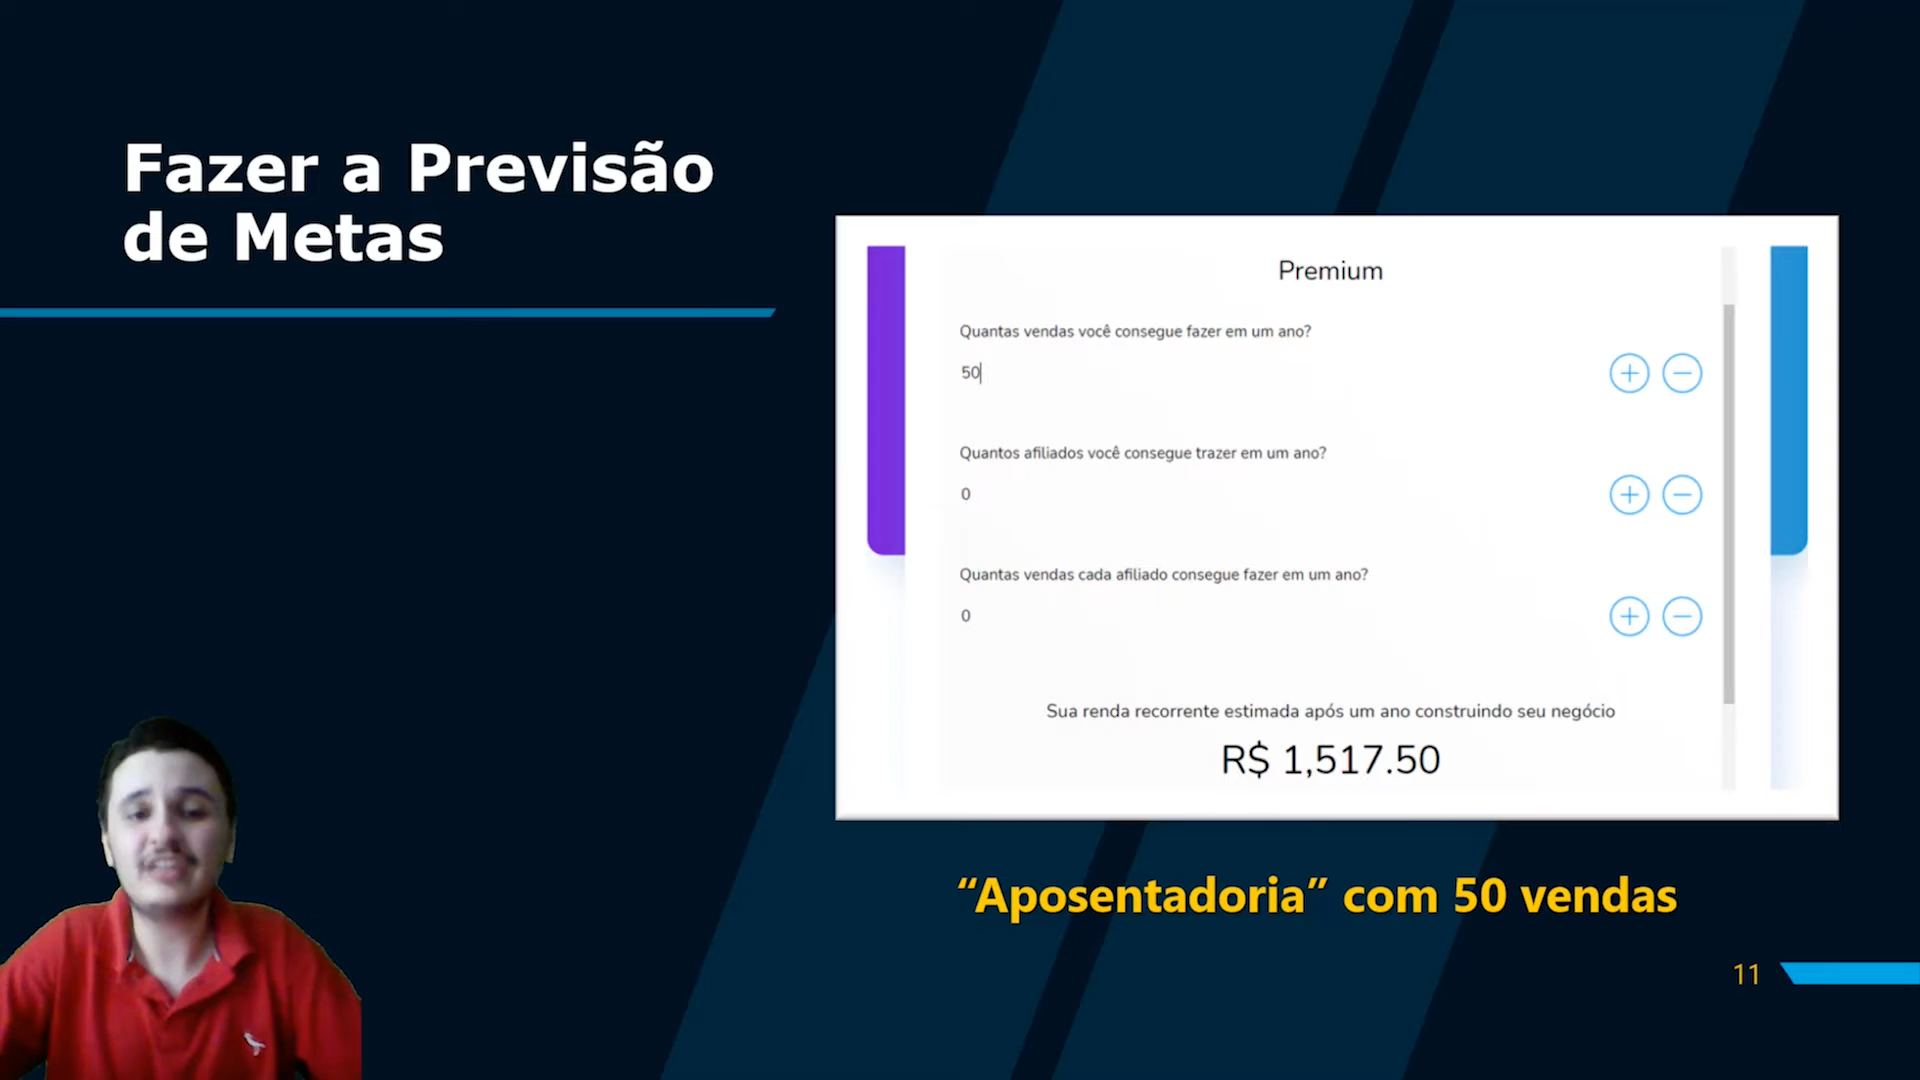 Fazer a Previsão
de Metas
Premium
Quantas vendas você consegue fazer em um ano?
50
Quantos afiliados você consegue trazer em um ano?
0
Quantas vendas cada afiliado consegue fazer em um ano?
0
Sua renda recorrente estimada após um ano construindo seu negócio
R$ 1,517.50
“Aposentadoria” com 50 vendas
11